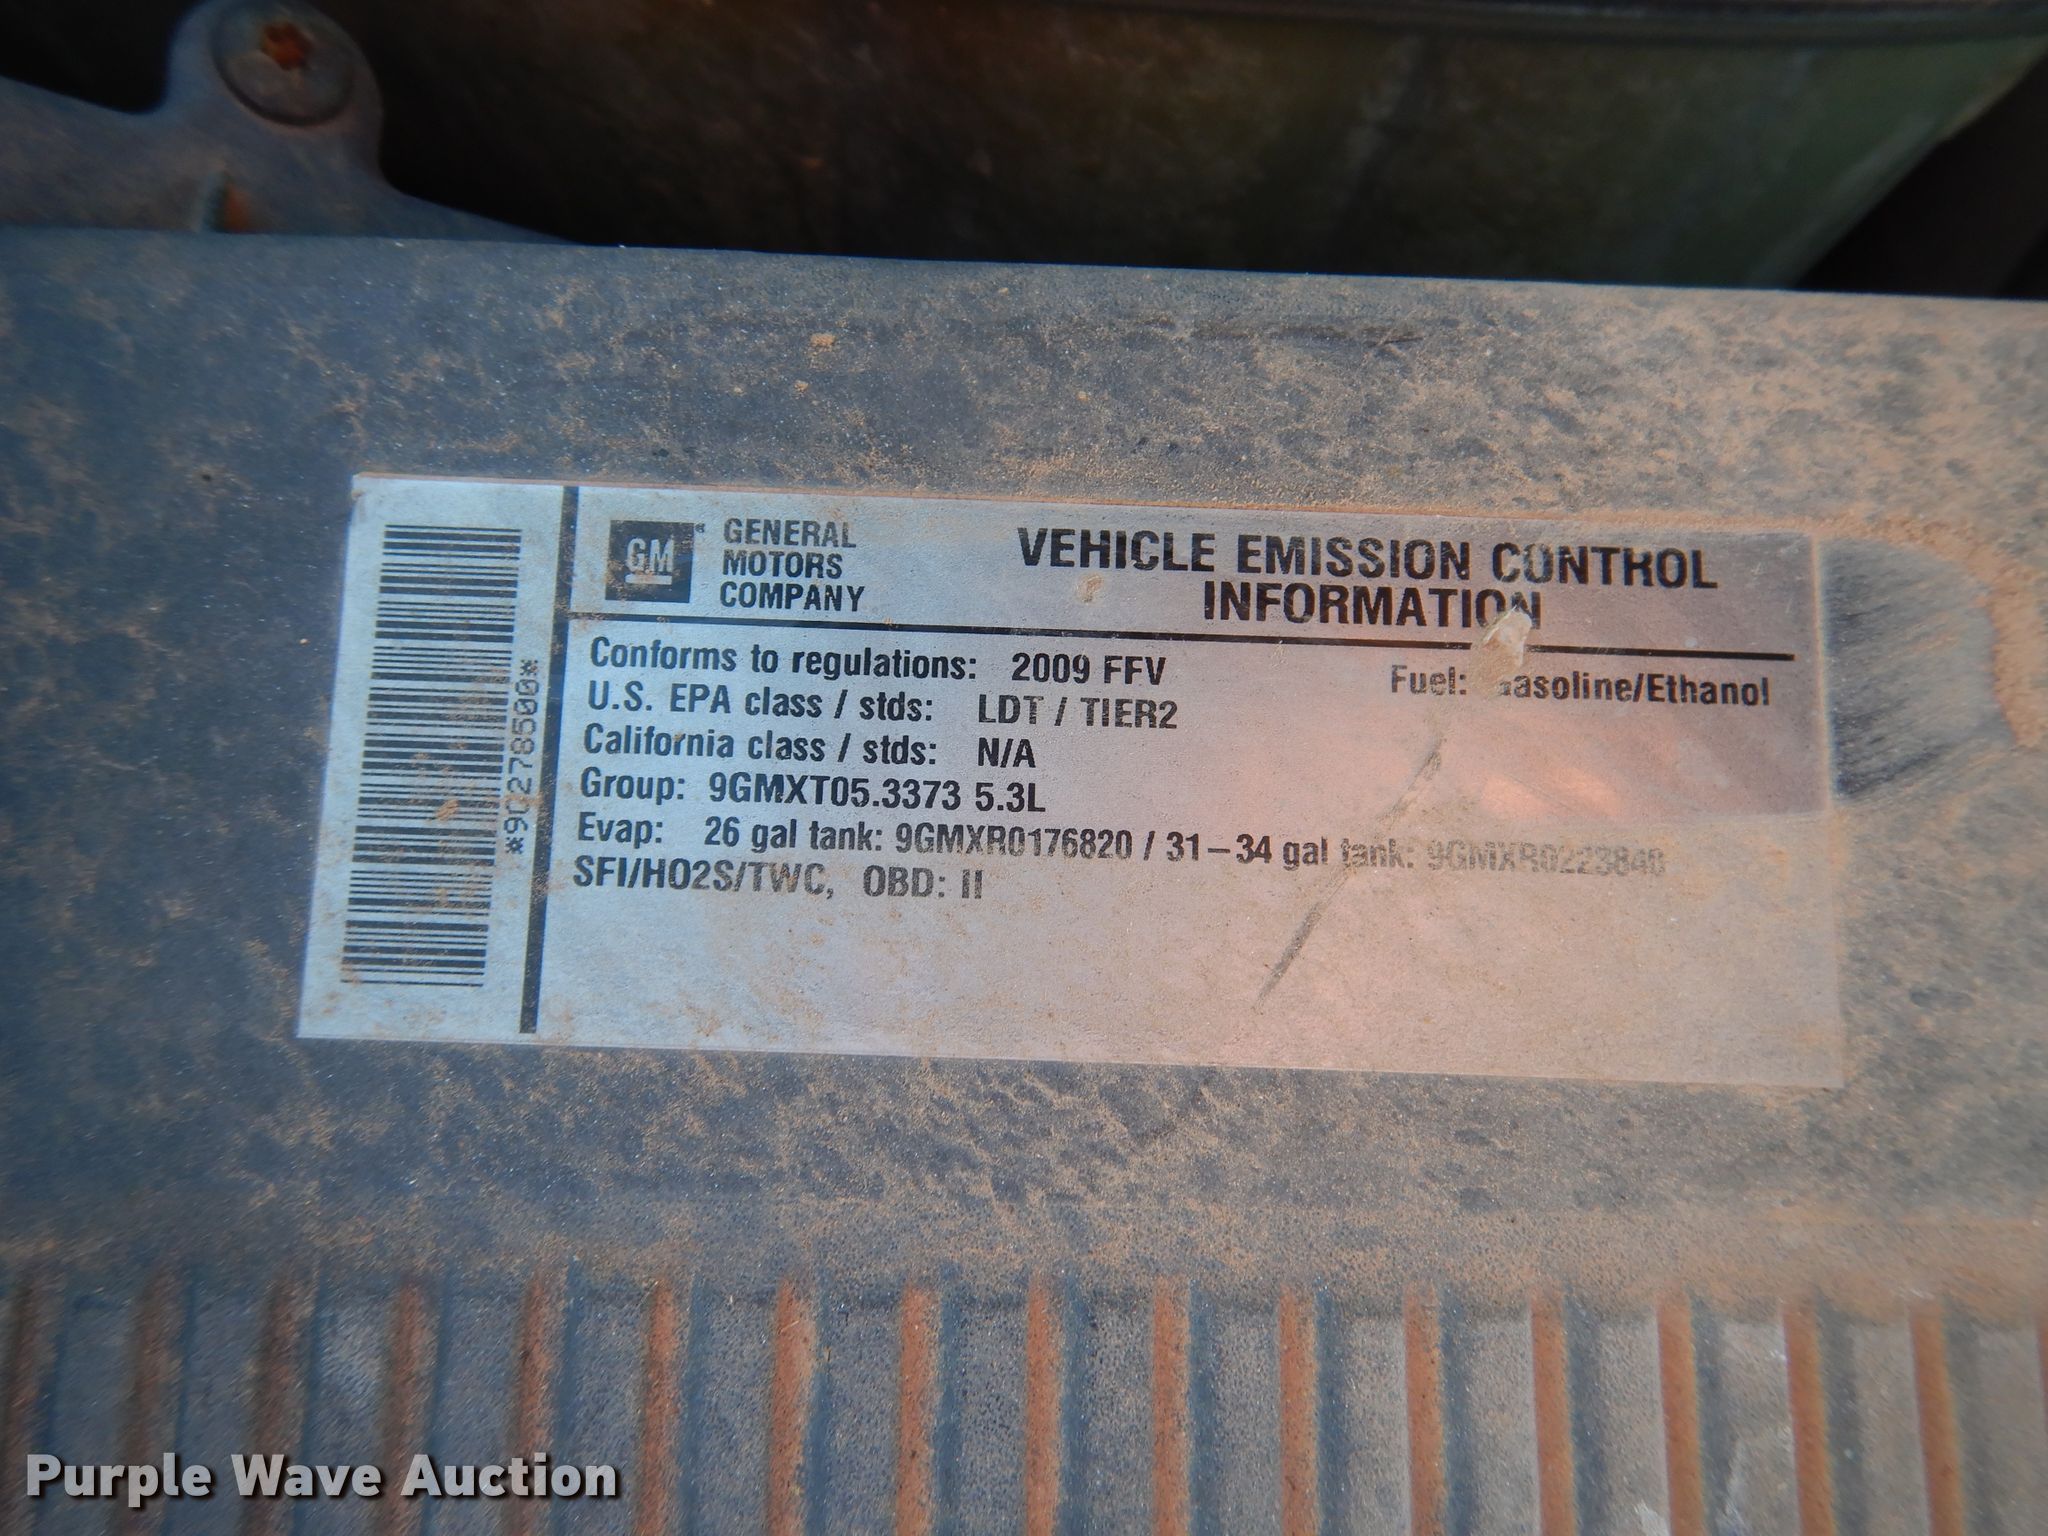 GM® GENERAL
MOTORS
COMPANY
VEHICLE EMISSION CONTROL
INFORMATION
*9C278500*
Conforms to regulations: 2009 FFV
Fuel: Gasoline/Ethanol
U.S. EPA class / stds: LDT / TIER2
California class / stds: N/A
Group: 9GMXT05.3373 5.3L
Evap: 26 gal tank: 9GMXR0176820 / 31-34 gal tank: 9GMXR0223840
SFI/HO2S/TWC, OBD: II
Purple Wave Auction